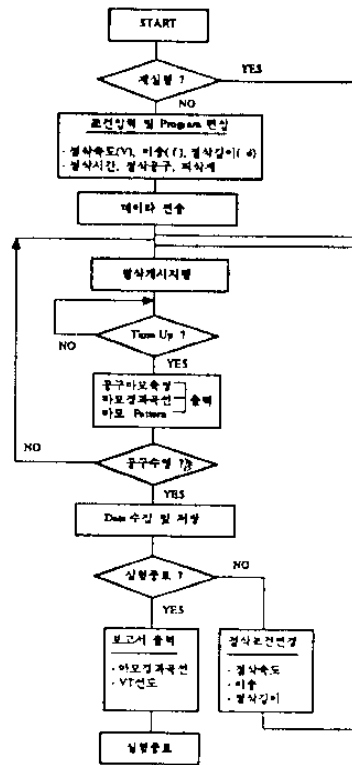 START
재실험 ?
YES
NO
조건입력 및 Program 편집
- 절삭속도(V), 이송(f), 절삭깊이(d)
- 절삭시간, 절삭공구, 피삭재
데이타 전송
절삭개시지령
Time Up ?
NO
YES
공구마모측정
마모경과곡선 출력
마모 Pattern
NO
공구수명 ?
YES
Data 수집 및 저장
실험종료 ?
NO
YES
보고서 출력
- 마모경과곡선
- VT선도
절삭조건변경
- 절삭속도
- 이송
- 절삭깊이
실험종료